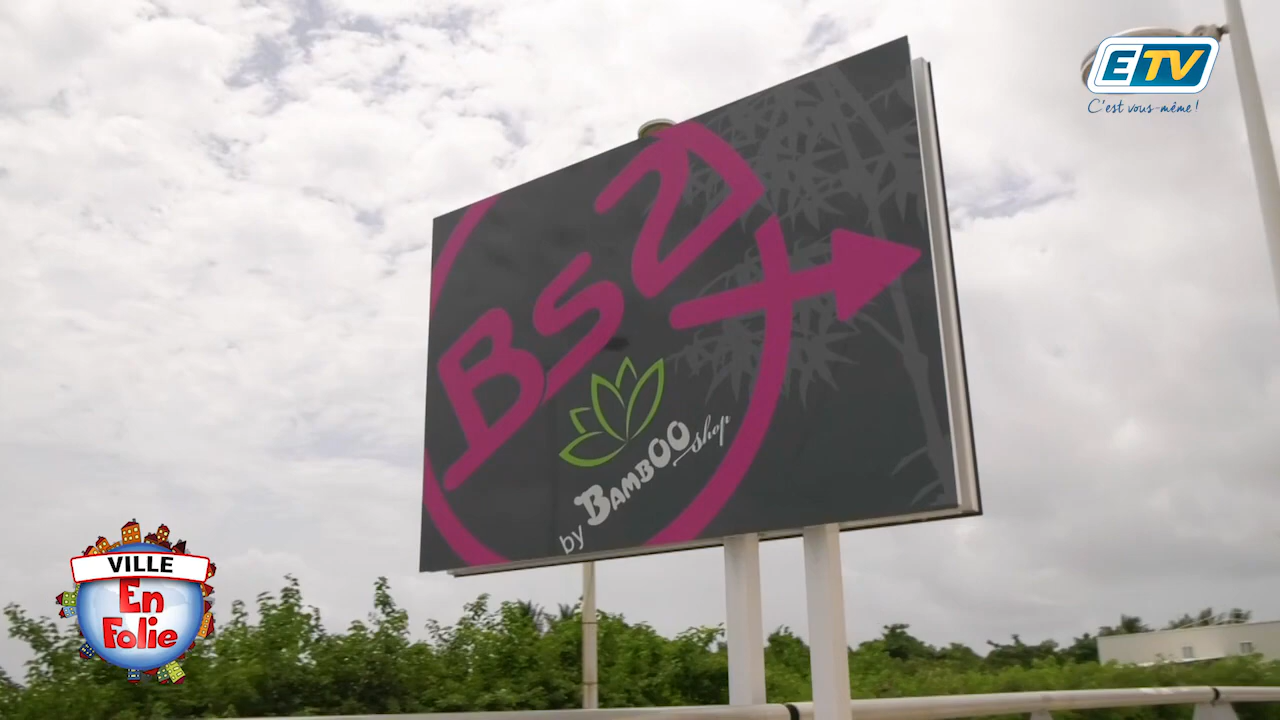 ETV
C'est vous-même !
BS2
by BambOO shop
VILLE
En
Folie